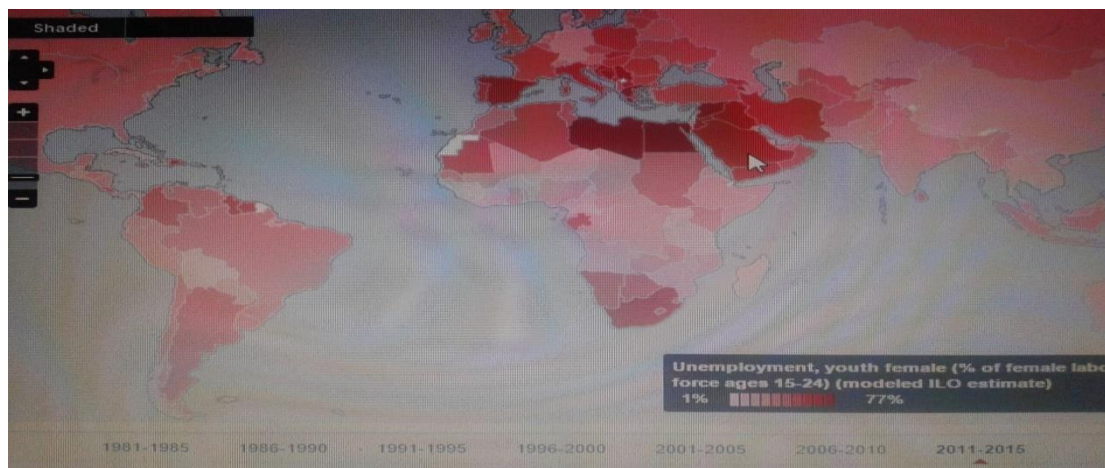 Shaded
+
−
Unemployment, youth female (% of female labo
force ages 15-24) (modeled ILO estimate)
1% 77%
1981-1985 1986-1990 1991-1995 1996-2000 2001-2005 2006-2010 2011-2015